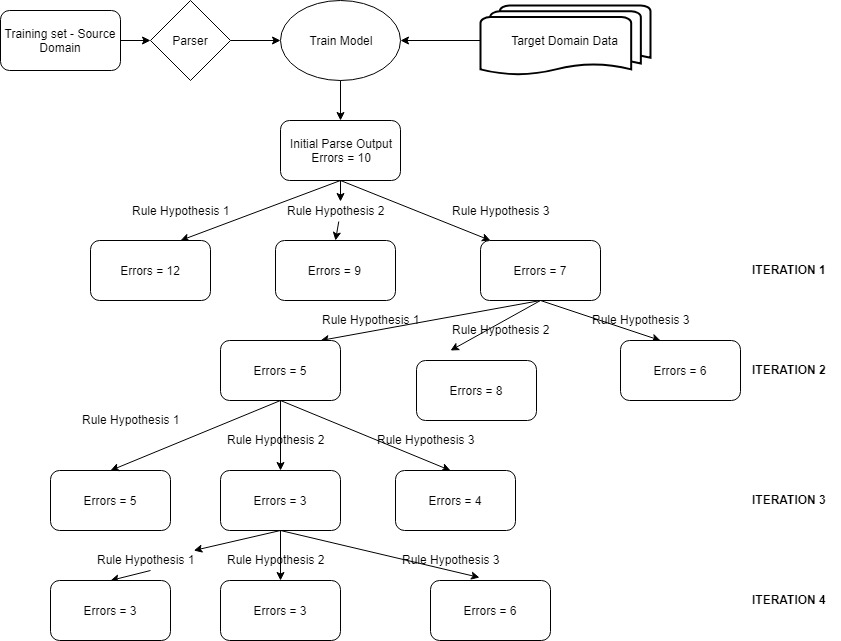 Training set - Source
Domain
Parser
Train Model
Target Domain Data
Initial Parse Output
Errors = 10
Rule Hypothesis 1
Rule Hypothesis 2
Rule Hypothesis 3
Errors = 12
Errors = 9
Errors = 7
ITERATION 1
Rule Hypothesis 1
Rule Hypothesis 2
Rule Hypothesis 3
Errors = 5
Errors = 8
Errors = 6
ITERATION 2
Rule Hypothesis 1
Rule Hypothesis 2
Rule Hypothesis 3
Errors = 5
Errors = 3
Errors = 4
ITERATION 3
Rule Hypothesis 1
Rule Hypothesis 2
Rule Hypothesis 3
Errors = 3
Errors = 3
Errors = 6
ITERATION 4